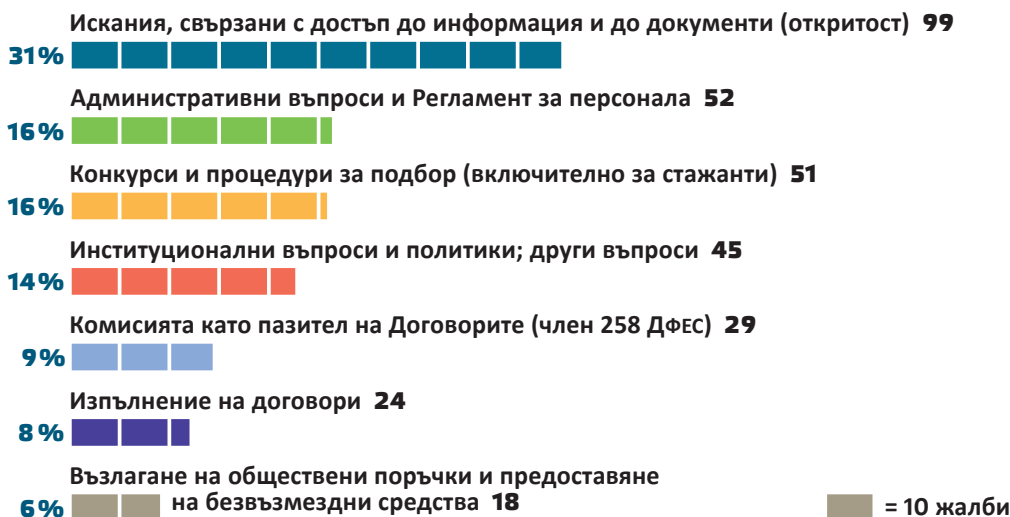 Искания, свързани с достъп до информация и до документи (откритост) 99
31%
Административни въпроси и Регламент за персонала 52
16%
Конкурси и процедури за подбор (включително за стажанти) 51
16%
Институционални въпроси и политики; други въпроси 45
14%
Комисията като пазител на Договорите (член 258 ДФЕС) 29
9%
Изпълнение на договори 24
8%
Възлагане на обществени поръчки и предоставяне
на безвъзмездни средства 18
6%
= 10 жалби